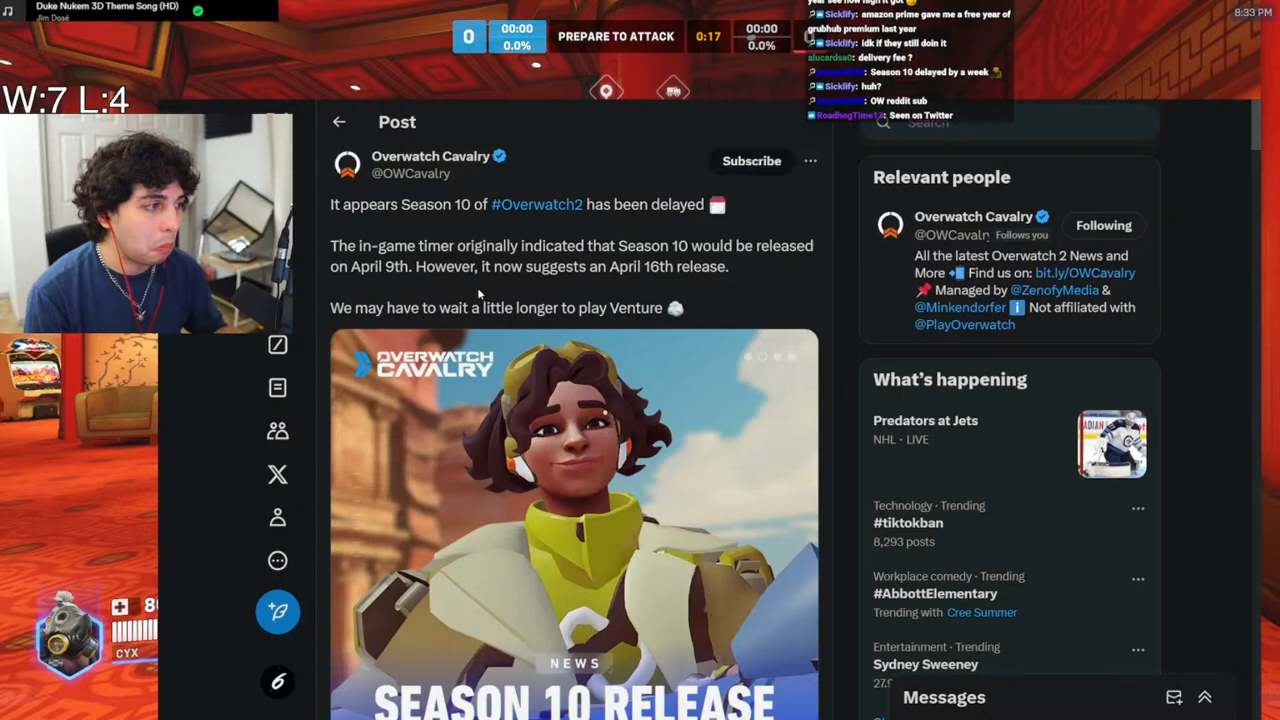 Duke Nukem 3D Theme Song (HD)
Jim Dosé
0
00:00
0.0%
PREPARE TO ATTACK
0:17
00:00
0.0%
8:33 PM
Sicklify: amazon prime gave me a free year of
grubhub premium last year
Sicklify: idk if they still doin it
alucardsa0: delivery fee ?
Season 10 delayed by a week
Sicklify: huh?
: OW reddit sub
Seen on Twitter
W:7 L:4
Post
Search
Overwatch Cavalry
@OWCavalry
Subscribe
It appears Season 10 of #Overwatch2 has been delayed
The in-game timer originally indicated that Season 10 would be released
on April 9th. However, it now suggests an April 16th release.
We may have to wait a little longer to play Venture
OVERWATCH
CAVALRY
NEWS
SEASON 10 RELEASE
CYX
Relevant people
Overwatch Cavalry
Following
@OWCavalr Follows you
All the latest Overwatch 2 News and
More Find us on: bit.ly/OWCavalry
Managed by @ZenofyMedia &
@Minkendorfer Not affiliated with
@PlayOverwatch
What's happening
Predators at Jets
NHL · LIVE
Technology · Trending
#tiktokban
8,293 posts
Workplace comedy · Trending
#AbbottElementary
Trending with Cree Summer
Entertainment · Trending
Sydney Sweeney
Messages